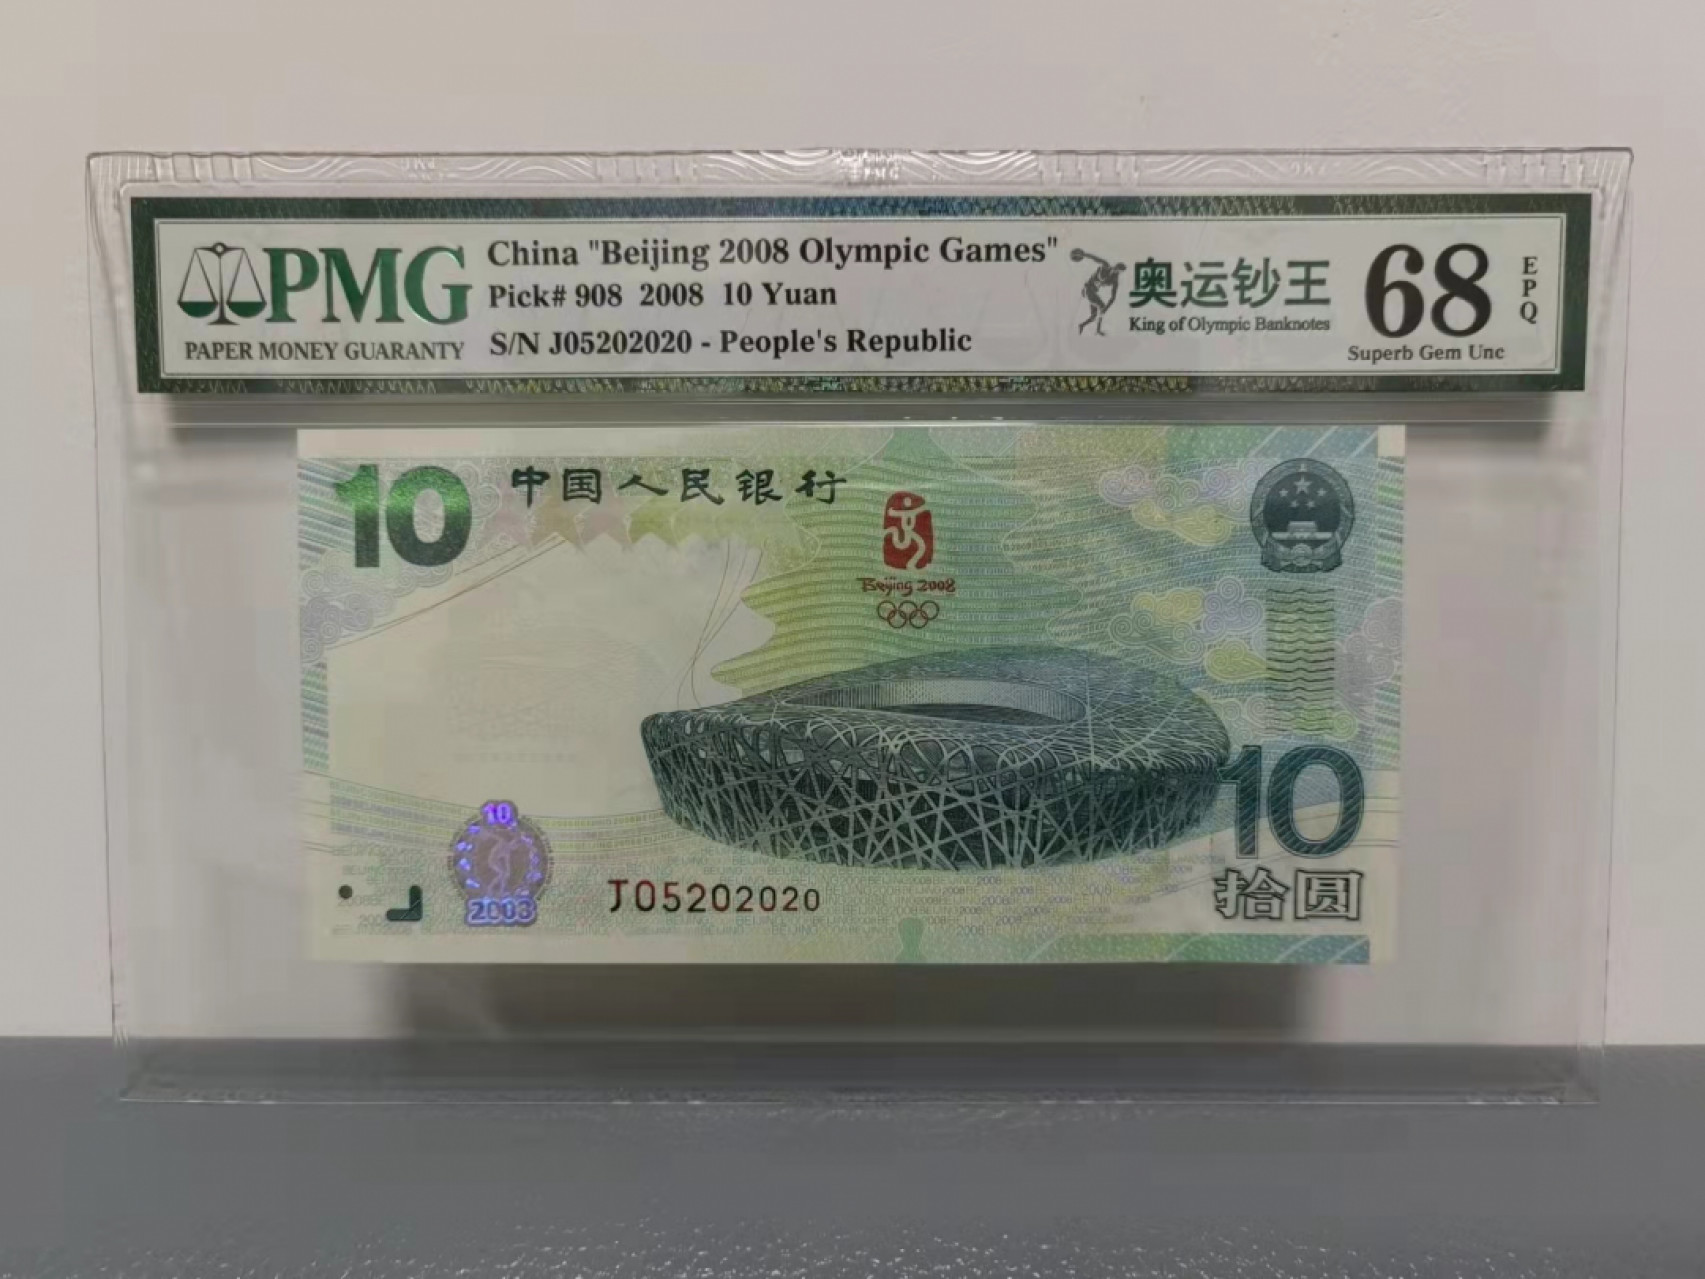 PMG
PAPER MONEY GUARANTY
China "Beijing 2008 Olympic Games"
Pick# 908 2008 10 Yuan
S/N J05202020 - People's Republic
奥运钞王
King of Olympic Banknotes
68
Superb Gem Unc
EPQ
10
中国人民银行
Beijing 2008
10
拾圆
10
2008
J05202020